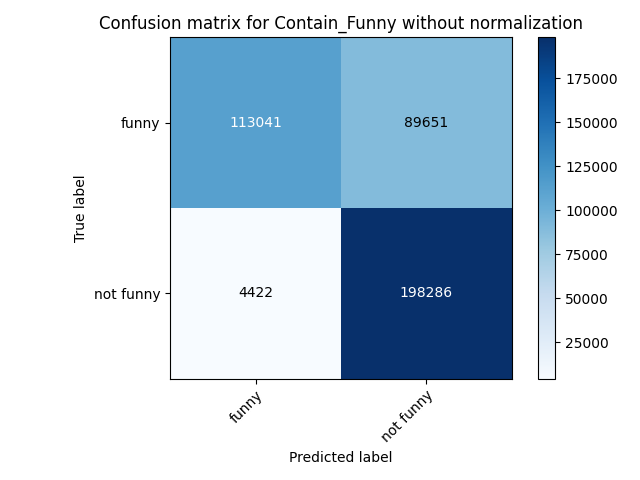 Confusion matrix for Contain_Funny without normalization
funny
113041
89651
not funny
4422
198286
True label
funny
not funny
Predicted label
175000
150000
125000
100000
75000
50000
25000